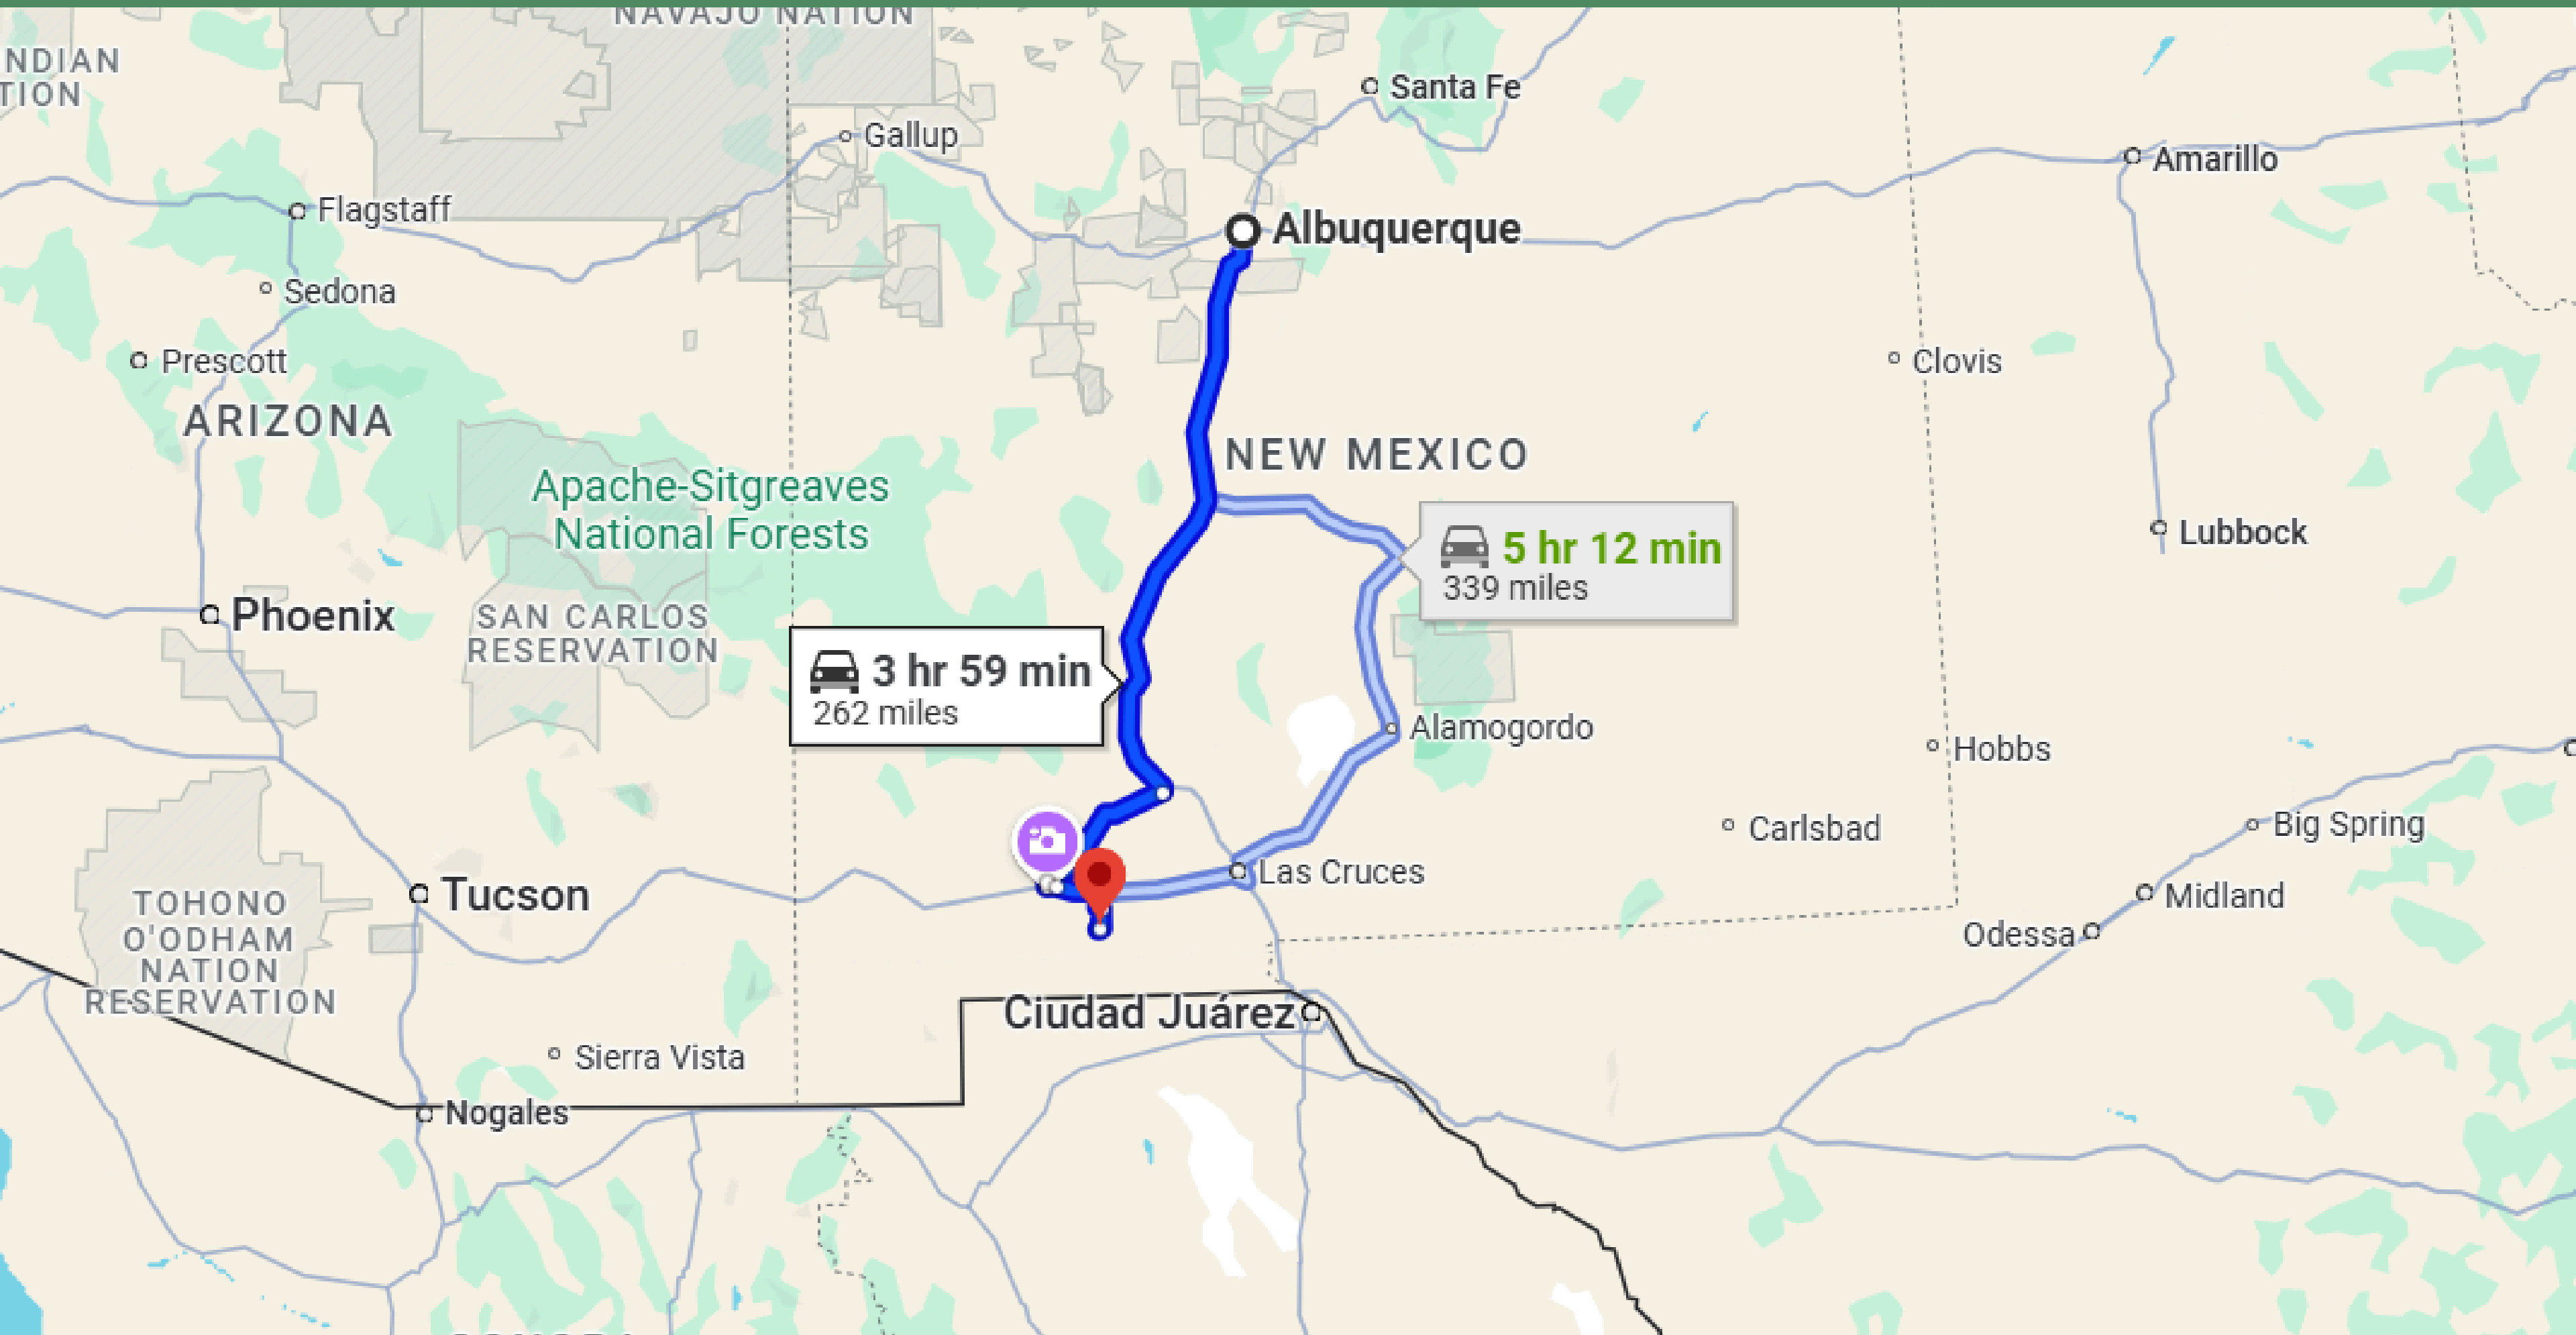 NAVAJO NATION
NDIAN
TION
Santa Fe
Gallup
Amarillo
Flagstaff
Albuquerque
Sedona
Prescott
Clovis
ARIZONA
NEW MEXICO
Apache-Sitgreaves
National Forests
5 hr 12 min
339 miles
Lubbock
Phoenix
SAN CARLOS
RESERVATION
3 hr 59 min
262 miles
Alamogordo
Hobbs
Carlsbad
Big Spring
Las Cruces
Tucson
Midland
TOHONO
O'ODHAM
NATION
RESERVATION
Odessa
Ciudad Juárez
Sierra Vista
Nogales